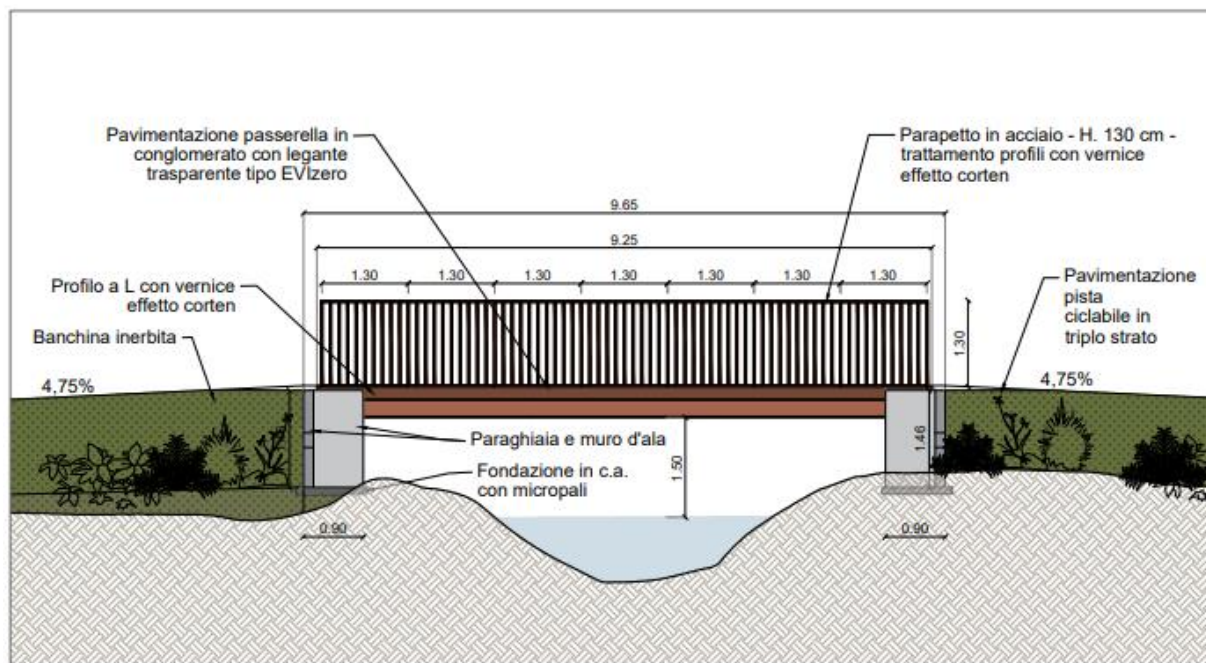 Pavimentazione passerella in
conglomerato con legante
trasparente tipo EVIzero
Parapetto in acciaio - H. 130 cm -
trattamento profili con vernice
effetto corten
9.65
9.25
1.30 1.30 1.30 1.30 1.30 1.30 1.30
Profilo a L con vernice
effetto corten
Pavimentazione
pista
ciclabile in
triplo strato
Banchina inerbita
1.30
4,75%
4,75%
Paraghiaia e muro d'ala
1.46
Fondazione in c.a.
con micropali
1.50
0.90
0.90